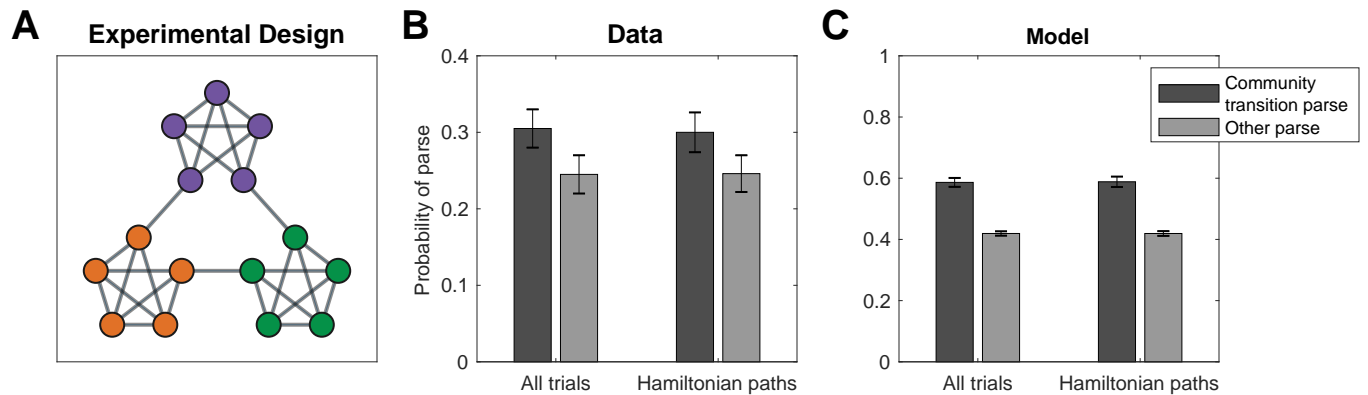 A
Experimental Design
B
Data
Probability of parse
0.4
0.3
0.2
0.1
0
All trials
Hamiltonian paths
C
Model
1
0.8
0.6
0.4
0.2
0
All trials
Hamiltonian paths
Community
transition parse
Other parse